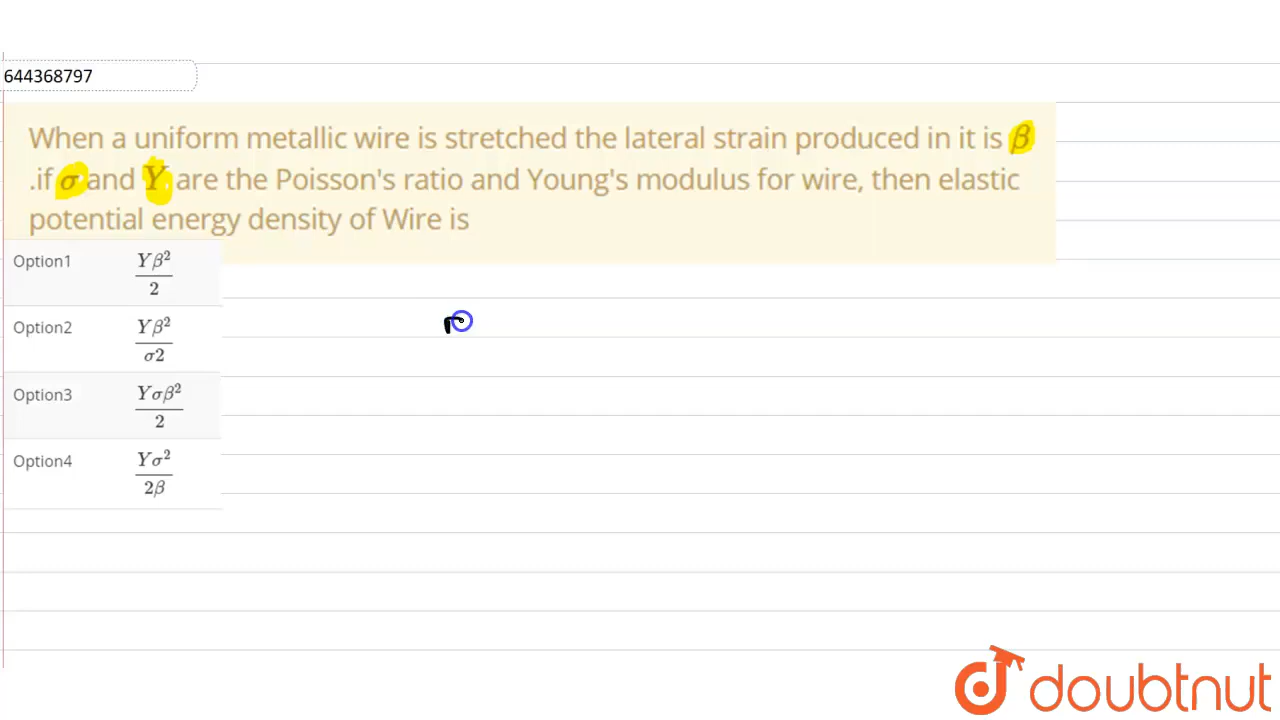 644368797
When a uniform metallic wire is stretched the lateral strain produced in it is β
.if σ and Y are the Poisson's ratio and Young's modulus for wire, then elastic
potential energy density of Wire is
Option1 Yβ²/2
Option2 Yβ²/σ2
Option3 Yσβ²/2
Option4 Yσ²/2β
doubtnut